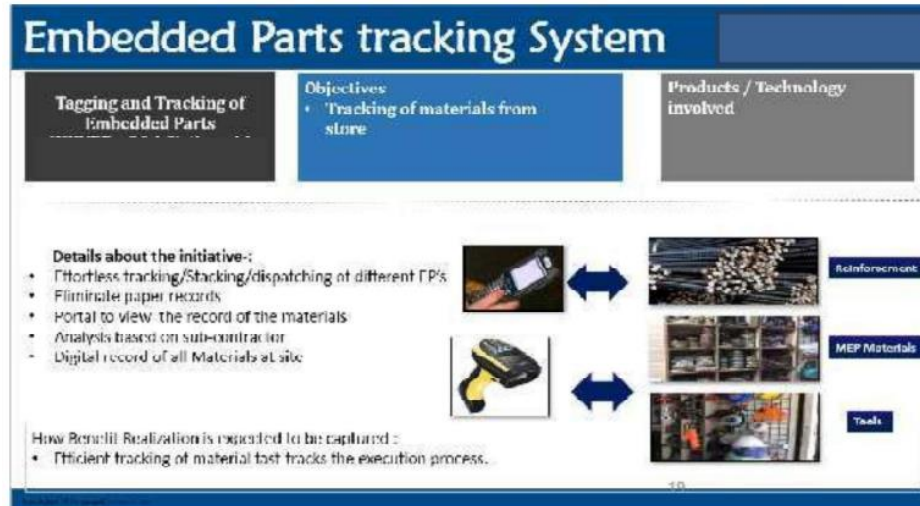 Embedded Parts tracking System
Tagging and Tracking of
Embedded Parts
Objectives
• Tracking of materials from
store
Products / Technology
involved
Details about the initiative-:
• Effortless tracking/Stacking/dispatching of different EP's
• Eliminate paper records
• Portal to view the record of the materials
• Analysis based on sub-contractor
- Digital record of all Materials at site
Reinforcement
MEP Materials
Tools
How Benefit Realization is expected to be captured :
• Efficient tracking of material fast tracks the execution process.
19